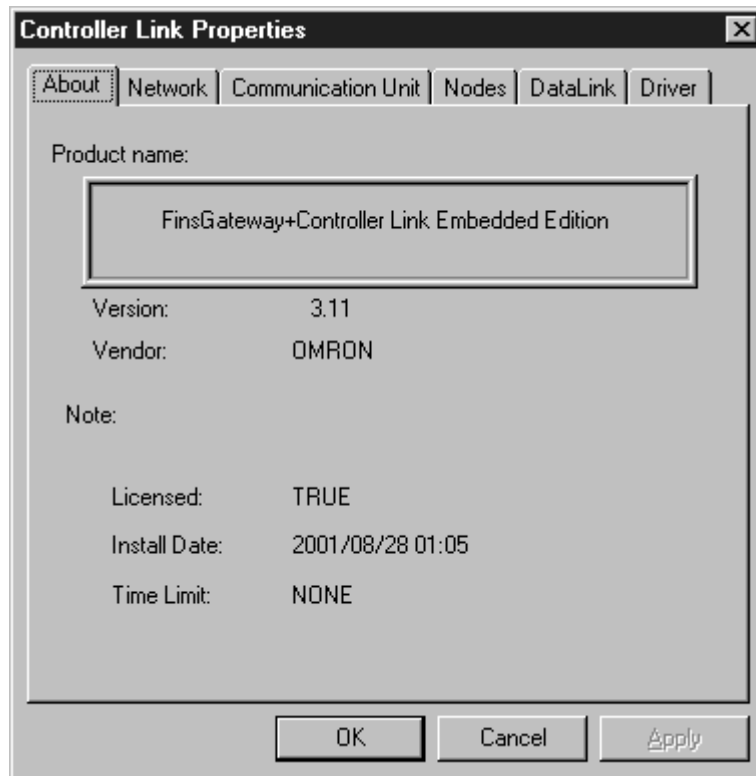 Controller Link Properties
About Network Communication Unit Nodes DataLink Driver
Product name:
FinsGateway+Controller Link Embedded Edition
Version: 3.11
Vendor: OMRON
Note:
Licensed: TRUE
Install Date: 2001/08/28 01:05
Time Limit: NONE
OK Cancel Apply